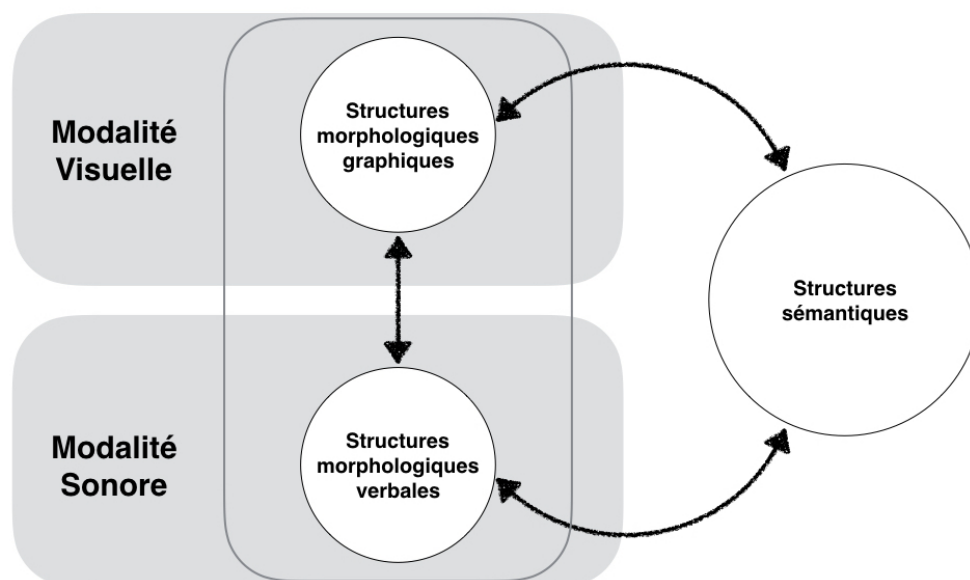 Modalité
Visuelle
Structures
morphologiques
graphiques
Structures
sémantiques
Modalité
Sonore
Structures
morphologiques
verbales